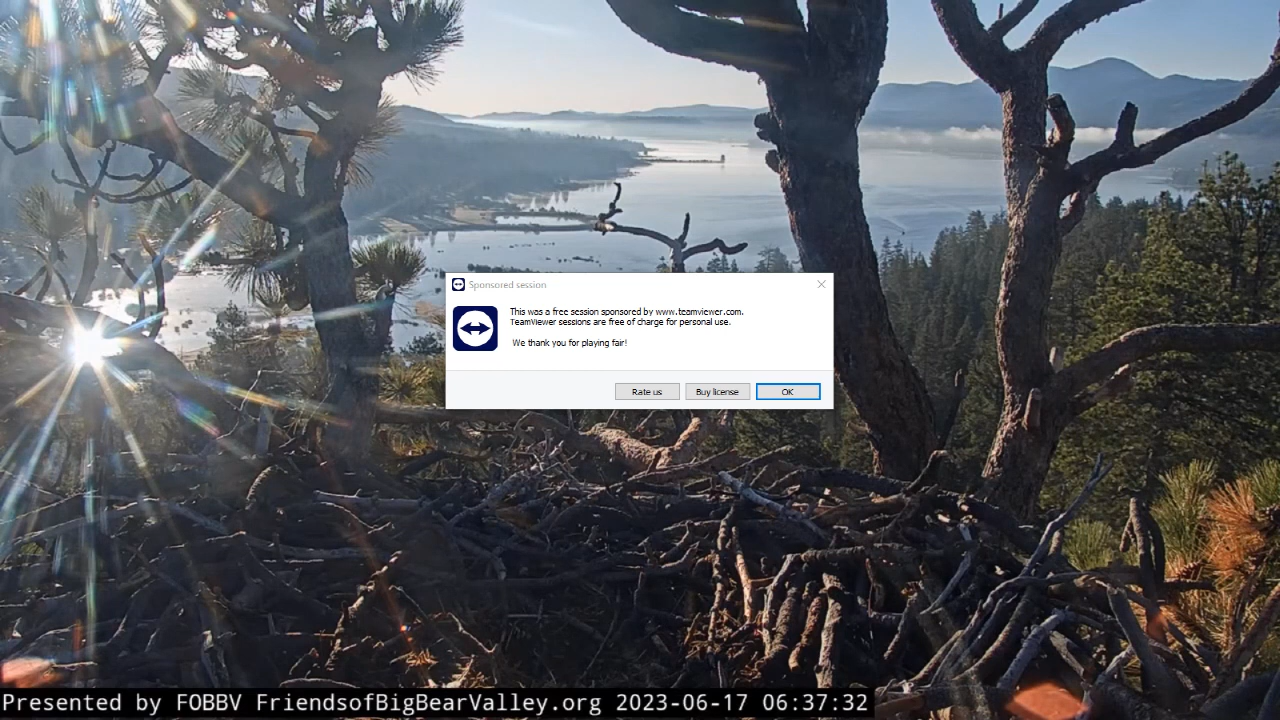 Sponsored session
This was a free session sponsored by www.teamviewer.com.
TeamViewer sessions are free of charge for personal use.
We thank you for playing fair!
Rate us
Buy license
OK
Presented by FOBBV FriendsofBigBearValley.org 2023-06-17 06:37:32